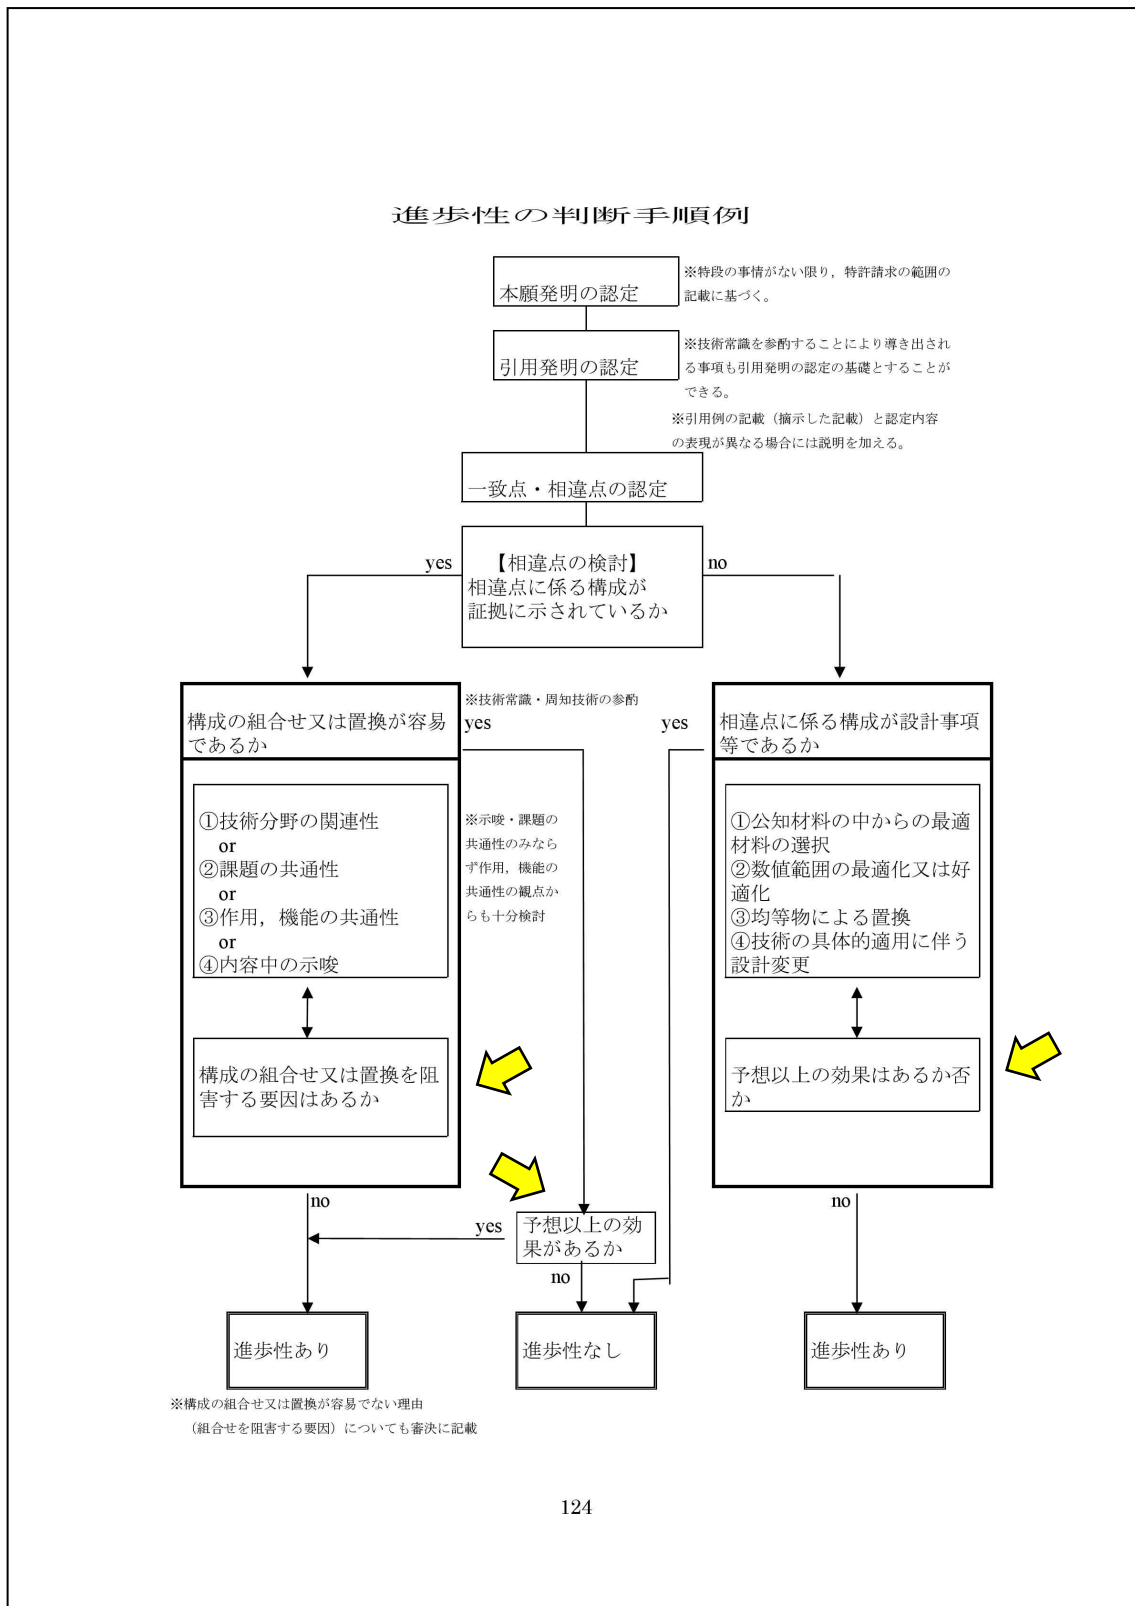 進歩性の判断手順例
本願発明の認定
※特段の事情がない限り，特許請求の範囲の
記載に基づく。
引用発明の認定
※技術常識を参酌することにより導き出され
る事項も引用発明の認定の基礎とすることが
できる。
※引用例の記載（摘示した記載）と認定内容
の表現が異なる場合には説明を加える。
一致点・相違点の認定
yes
【相違点の検討】
相違点に係る構成が
証拠に示されているか
no
構成の組合せ又は置換が容易
であるか
※技術常識・周知技術の参酌
yes
yes
相違点に係る構成が設計事項
等であるか
①技術分野の関連性
or
②課題の共通性
or
③作用，機能の共通性
or
④内容中の示唆
※示唆・課題の
共通性のみなら
ず作用，機能の
共通性の観点か
らも十分検討
①公知材料の中からの最適
材料の選択
②数値範囲の最適化又は好
適化
③均等物による置換
④技術の具体的適用に伴う
設計変更
構成の組合せ又は置換を阻
害する要因はあるか
予想以上の効果はあるか否
か
no
yes
予想以上の効
果があるか
no
no
進歩性あり
進歩性なし
進歩性あり
※構成の組合せ又は置換が容易でない理由
（組合せを阻害する要因）についても審決に記載
124